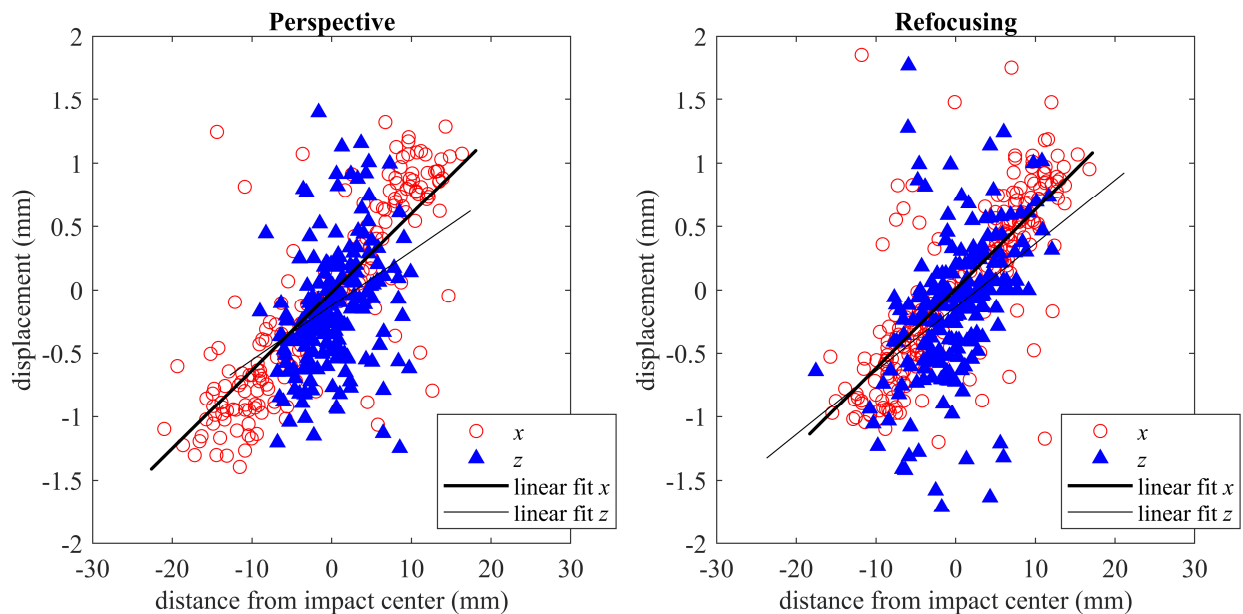 Perspective
2
1.5
1
0.5
0
-0.5
-1
-1.5
-2
-30 -20 -10 0 10 20 30
displacement (mm)
distance from impact center (mm)
x
z
linear fit x
linear fit z
Refocusing
2
1.5
1
0.5
0
-0.5
-1
-1.5
-2
-30 -20 -10 0 10 20 30
displacement (mm)
distance from impact center (mm)
x
z
linear fit x
linear fit z